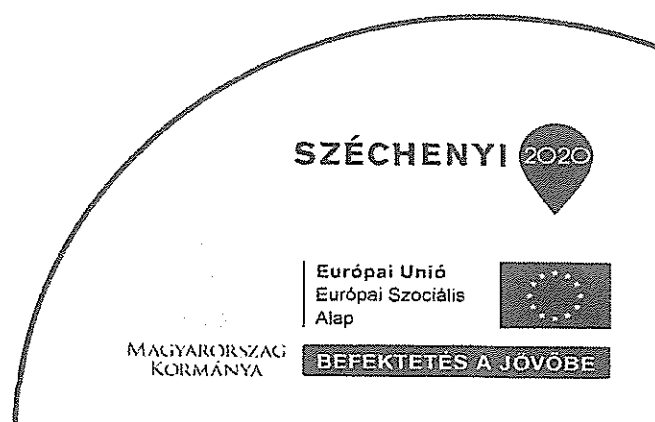 SZÉCHENYI 2020
Európai Unió
Európai Szociális
Alap
MAGYARORSZÁG
KORMÁNYA
BEFEKTETÉS A JÖVŐBE